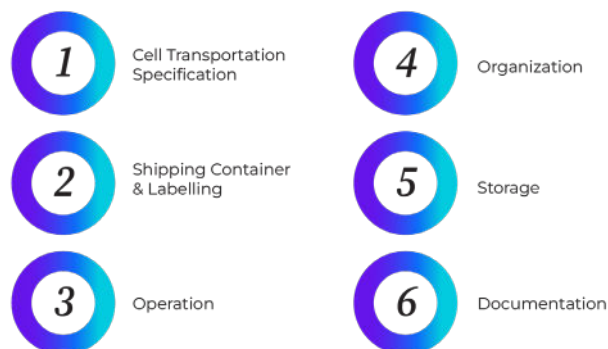 1
Cell Transportation
Specification
2
Shipping Container
& Labelling
3
Operation
4
Organization
5
Storage
6
Documentation